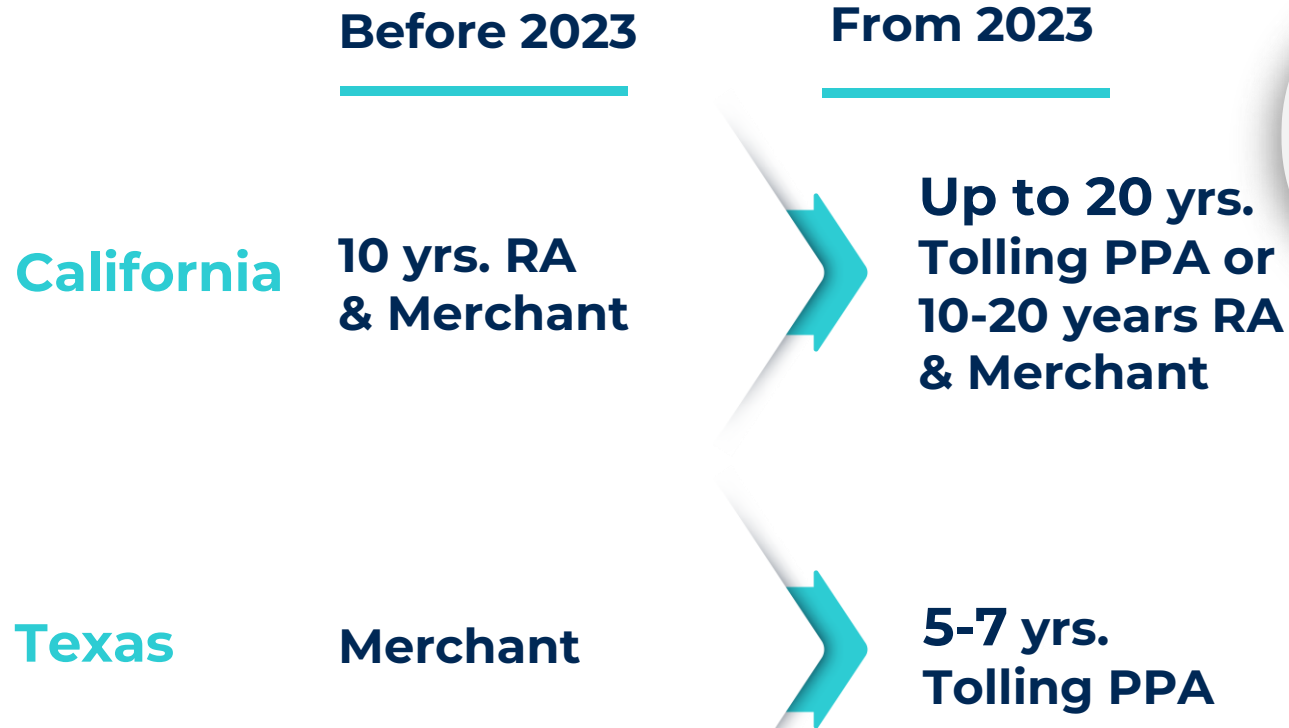 Before 2023
From 2023
California
10 yrs. RA
& Merchant
Up to 20 yrs.
Tolling PPA or
10-20 years RA
& Merchant
Texas
Merchant
5-7 yrs.
Tolling PPA